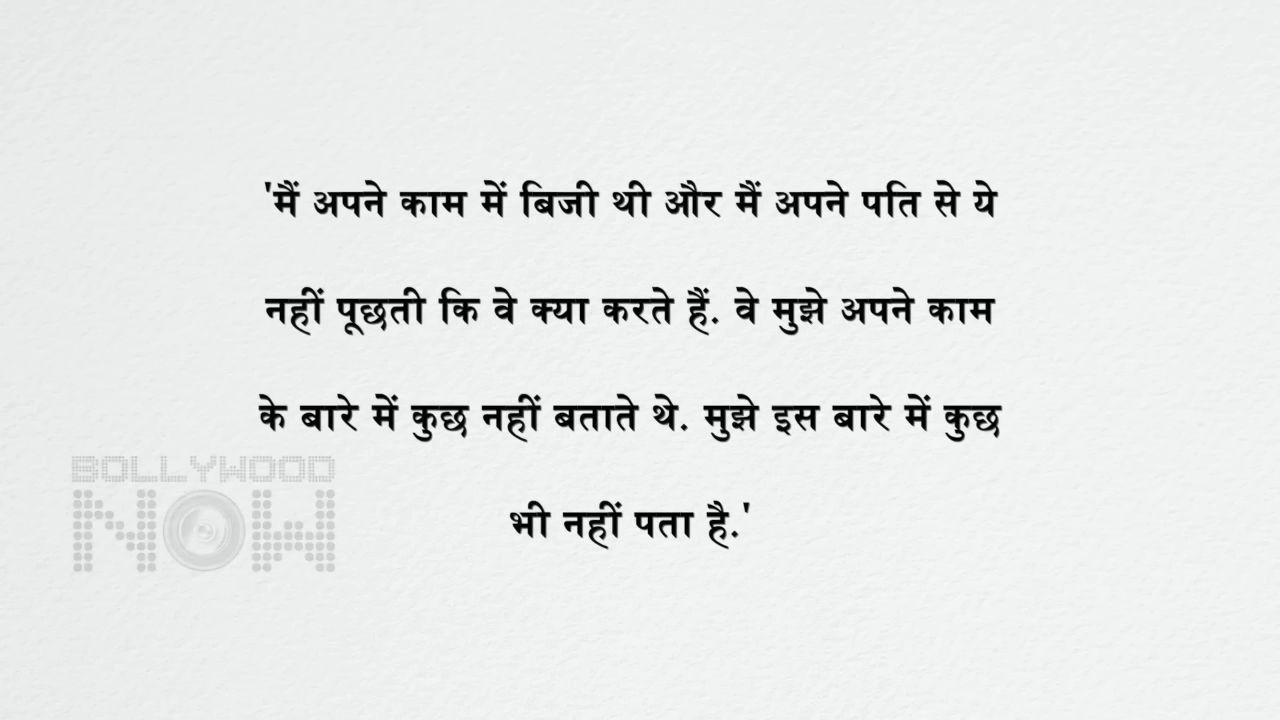 'मैं अपने काम में बिजी थी और मैं अपने पति से ये
नहीं पूछती कि वे क्या करते हैं. वे मुझे अपने काम
के बारे में कुछ नहीं बताते थे. मुझे इस बारे में कुछ
भी नहीं पता है.'
BOLLYWOOD
NOW